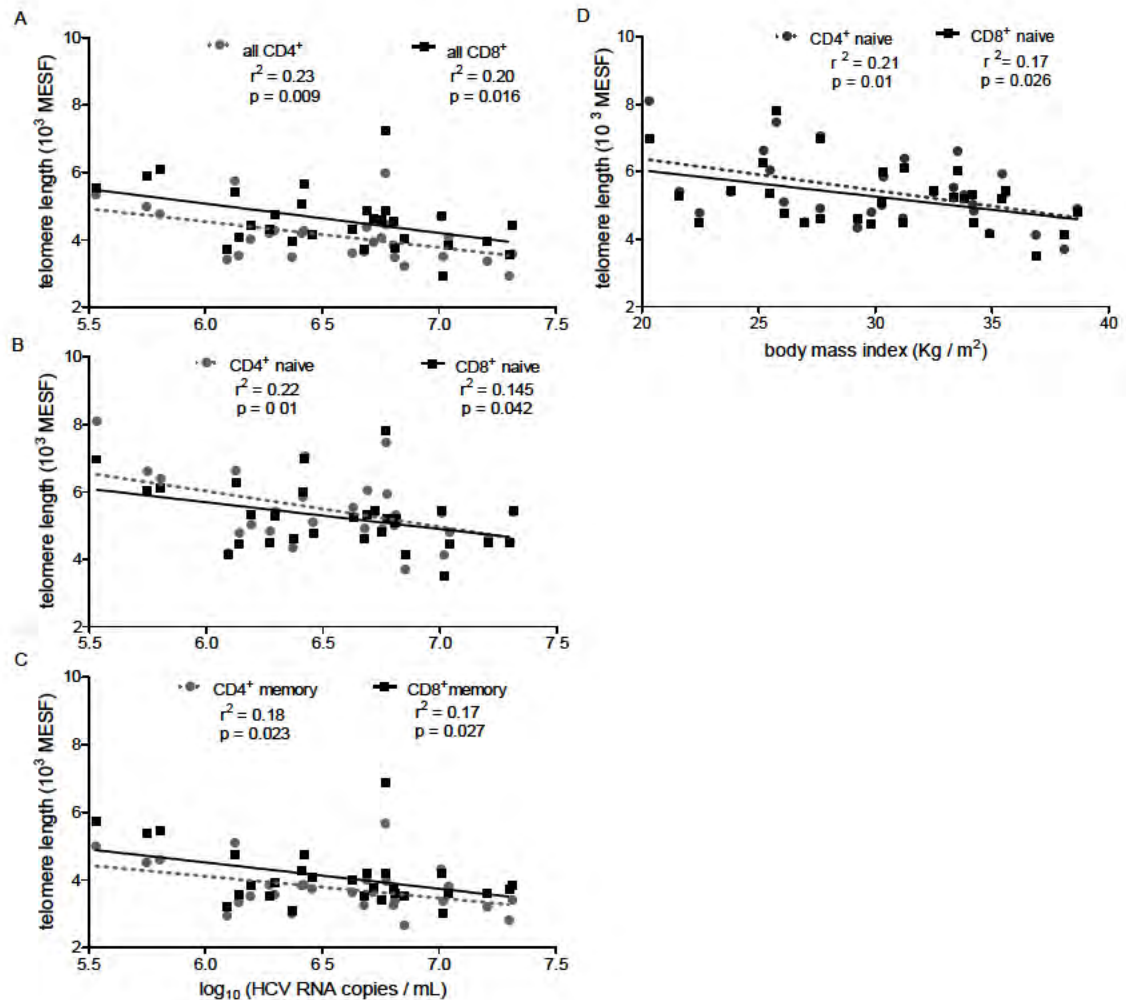 A
10
8
6
4
2
telomere length (10³ MESF)
all CD4⁺
r² = 0.23
p = 0.009
all CD8⁺
r² = 0.20
p = 0.016
5.5 6.0 6.5 7.0 7.5
B
10
8
6
4
2
telomere length (10³ MESF)
CD4⁺ naive
r² = 0.22
p = 0 01
CD8⁺ naive
r² = 0.145
p = 0.042
5.5 6.0 6.5 7.0 7.5
C
10
8
6
4
2
telomere length (10³ MESF)
CD4⁺ memory
r² = 0.18
p = 0.023
CD8⁺memory
r² = 0.17
p = 0.027
5.5 6.0 6.5 7.0 7.5
log₁₀ (HCV RNA copies / mL)
D
10
8
6
4
2
telomere length (10³ MESF)
CD4⁺ naive
r ² = 0.21
p = 0.01
CD8⁺ naive
r ²= 0.17
p = 0.026
20 25 30 35 40
body mass index (Kg / m²)